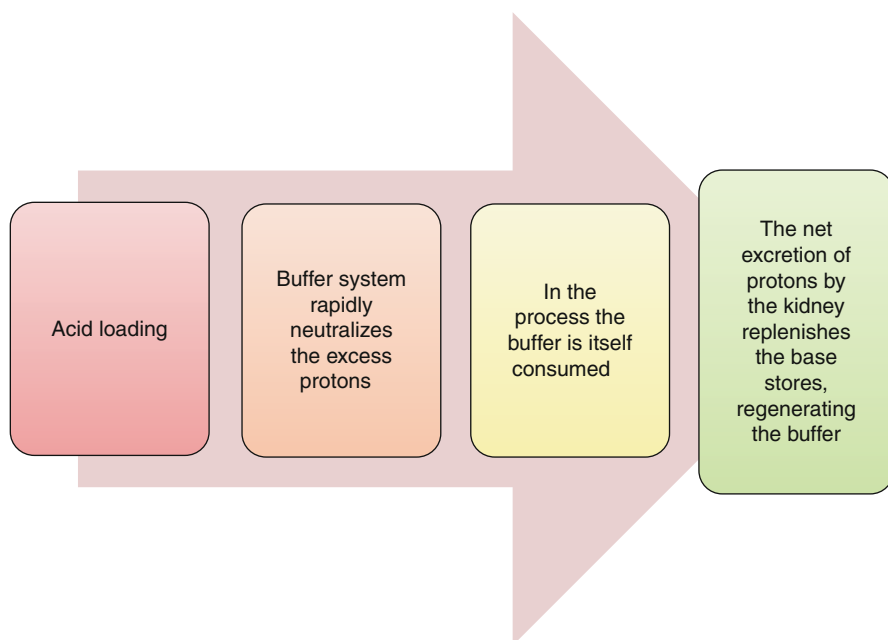 Acid loading
Buffer system
rapidly
neutralizes
the excess
protons
In the
process the
buffer is itself
consumed
The net
excretion of
protons by
the kidney
replenishes
the base
stores,
regenerating
the buffer